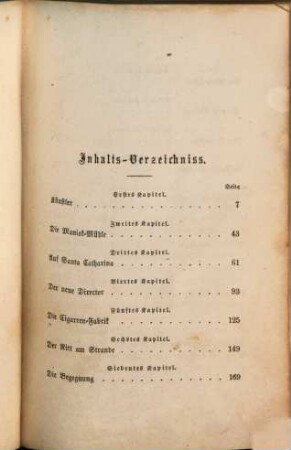 Inhalts-Verzeichniss.
Seite
Erstes Kapitel.
Künstler . . . . . . . . . . 7
Zweites Kapitel.
Die Maniok-Mühle . . . . . . . 43
Drittes Kapitel.
Auf Santa Catharina . . . . . . . 61
Viertes Kapitel.
Der neue Director . . . . . . . 93
Fünftes Kapitel.
Die Cigarren-Fabrik . . . . . . . 125
Sechstes Kapitel.
Der Ritt am Strande . . . . . . . 149
Siebentes Kapitel.
Die Begegnung . . . . . . . . 169